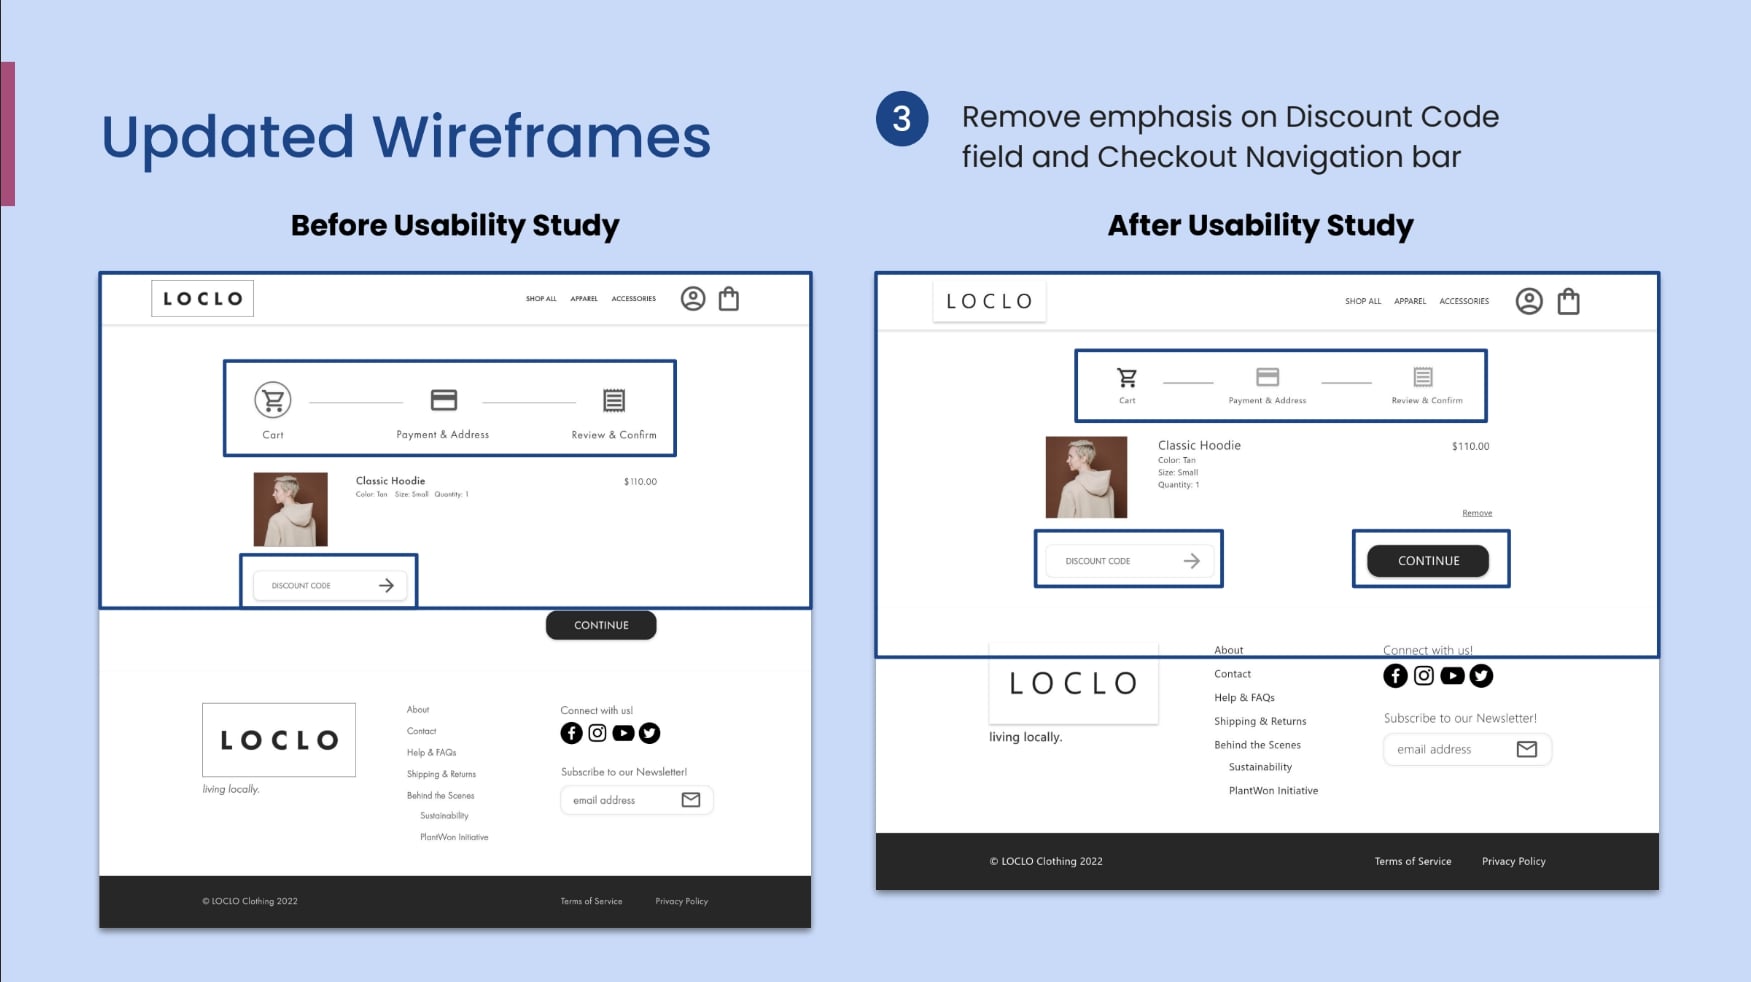 Updated Wireframes
3
Remove emphasis on Discount Code
field and Checkout Navigation bar
Before Usability Study
LOCLO
SHOP ALL APPAREL ACCESSORIES
Cart
Payment & Address
Review & Confirm
Classic Hoodie
$110.00
Color: Tan Size: Small Quantity: 1
DISCOUNT CODE
CONTINUE
LOCLO
living locally.
About
Contact
Help & FAQs
Shipping & Returns
Behind the Scenes
Sustainability
PlantWon Initiative
Connect with us!
Subscribe to our Newsletter!
email address
© LOCLO Clothing 2022
Terms of Service
Privacy Policy
After Usability Study
LOCLO
SHOP ALL APPAREL ACCESSORIES
Cart
Payment & Address
Review & Confirm
Classic Hoodie
$110.00
Color: Tan
Size: Small
Quantity: 1
Remove
DISCOUNT CODE
CONTINUE
LOCLO
living locally.
About
Contact
Help & FAQs
Shipping & Returns
Behind the Scenes
Sustainability
PlantWon Initiative
Connect with us!
Subscribe to our Newsletter!
email address
© LOCLO Clothing 2022
Terms of Service
Privacy Policy